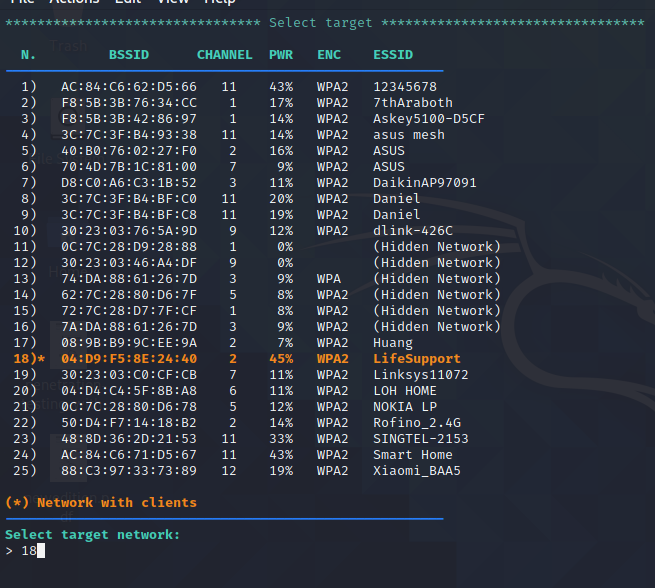 File Actions Edit View Help
******************************** Select target *********************************
N. BSSID CHANNEL PWR ENC ESSID
1) AC:84:C6:62:D5:66 11 43% WPA2 12345678
2) F8:5B:3B:76:34:CC 1 17% WPA2 7thAraboth
3) F8:5B:3B:42:86:97 1 14% WPA2 Askey5100-D5CF
4) 3C:7C:3F:B4:93:38 11 14% WPA2 asus mesh
5) 40:B0:76:02:27:F0 2 16% WPA2 ASUS
6) 70:4D:7B:1C:81:00 7 9% WPA2 ASUS
7) D8:C0:A6:C3:1B:52 3 11% WPA2 DaikinAP97091
8) 3C:7C:3F:B4:BF:C0 11 20% WPA2 Daniel
9) 3C:7C:3F:B4:BF:C8 11 19% WPA2 Daniel
10) 30:23:03:76:5A:9D 9 12% WPA2 dlink-426C
11) 0C:7C:28:D9:28:88 1 0% (Hidden Network)
12) 30:23:03:46:A4:DF 9 0% (Hidden Network)
13) 74:DA:88:61:26:7D 3 9% WPA (Hidden Network)
14) 62:7C:28:80:D6:7F 5 8% WPA2 (Hidden Network)
15) 72:7C:28:D7:7F:CF 1 8% WPA2 (Hidden Network)
16) 7A:DA:88:61:26:7D 3 9% WPA2 (Hidden Network)
17) 08:9B:B9:9C:EE:9A 2 7% WPA2 Huang
18)* 04:D9:F5:8E:24:40 2 45% WPA2 LifeSupport
19) 30:23:03:C0:CF:CB 7 11% WPA2 Linksys11072
20) 04:D4:C4:5F:8B:A8 6 11% WPA2 LOH HOME
21) 0C:7C:28:80:D6:78 5 12% WPA2 NOKIA LP
22) 50:D4:F7:14:18:B2 2 14% WPA2 Rofino_2.4G
23) 48:8D:36:2D:21:53 11 33% WPA2 SINGTEL-2153
24) AC:84:C6:71:D5:67 11 43% WPA2 Smart Home
25) 88:C3:97:33:73:89 12 19% WPA2 Xiaomi_BAA5
(*) Network with clients
Select target network:
> 18